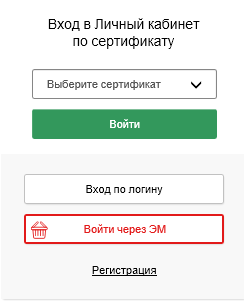 Вход в Личный кабинет
по сертификату
Выберите сертификат
Войти
Вход по логину
Войти через ЭМ
Регистрация